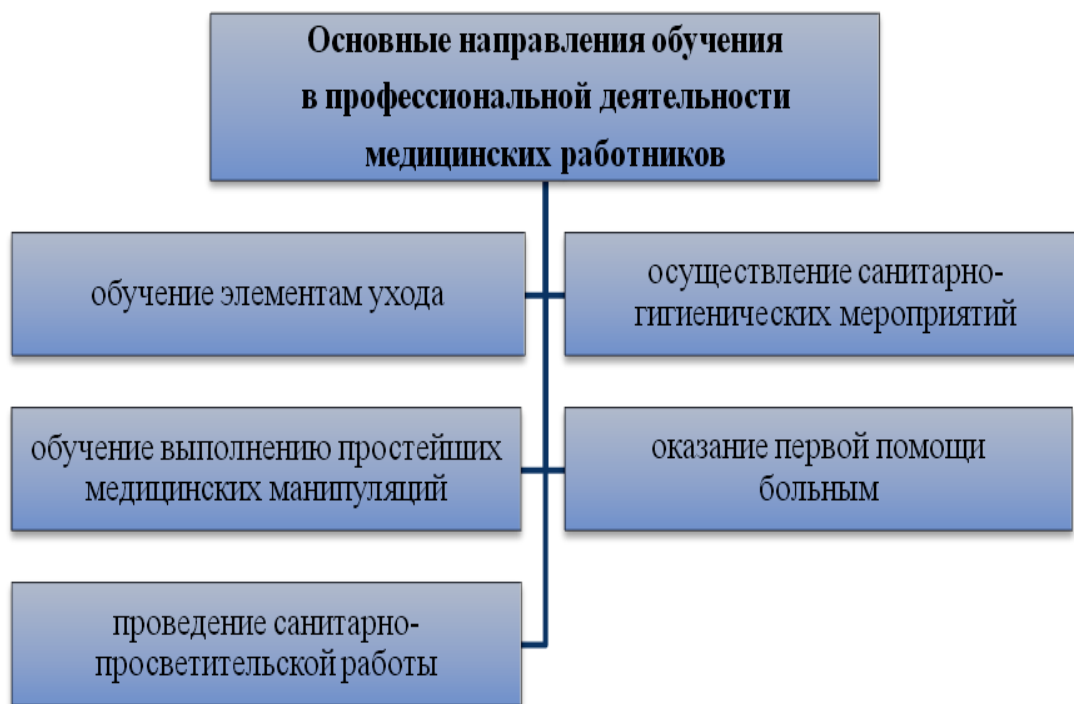 Основные направления обучения
в профессиональной деятельности
медицинских работников
обучение элементам ухода
осуществление санитарно-
гигиенических мероприятий
обучение выполнению простейших
медицинских манипуляций
оказание первой помощи
больным
проведение санитарно-
просветительской работы